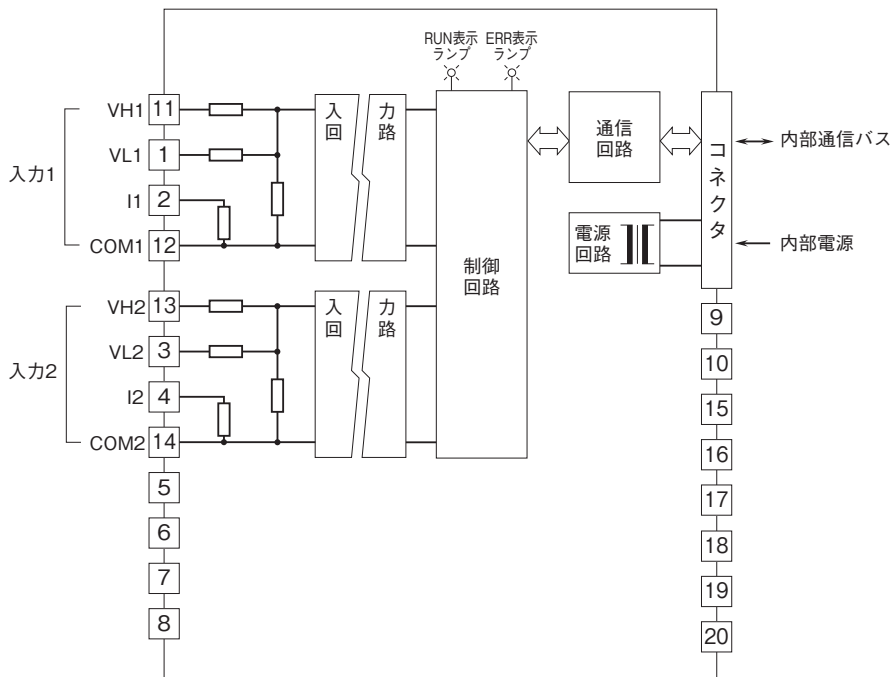 RUN表示
ランプ
ERR表示
ランプ
入力1
VH1 11
VL1 1
I1 2
COM1 12
入 力
回 路
入力2
VH2 13
VL2 3
I2 4
COM2 14
入 力
回 路
5
6
7
8
制御
回路
通信
回路
電源
回路
コネクタ
内部通信バス
内部電源
9
10
15
16
17
18
19
20